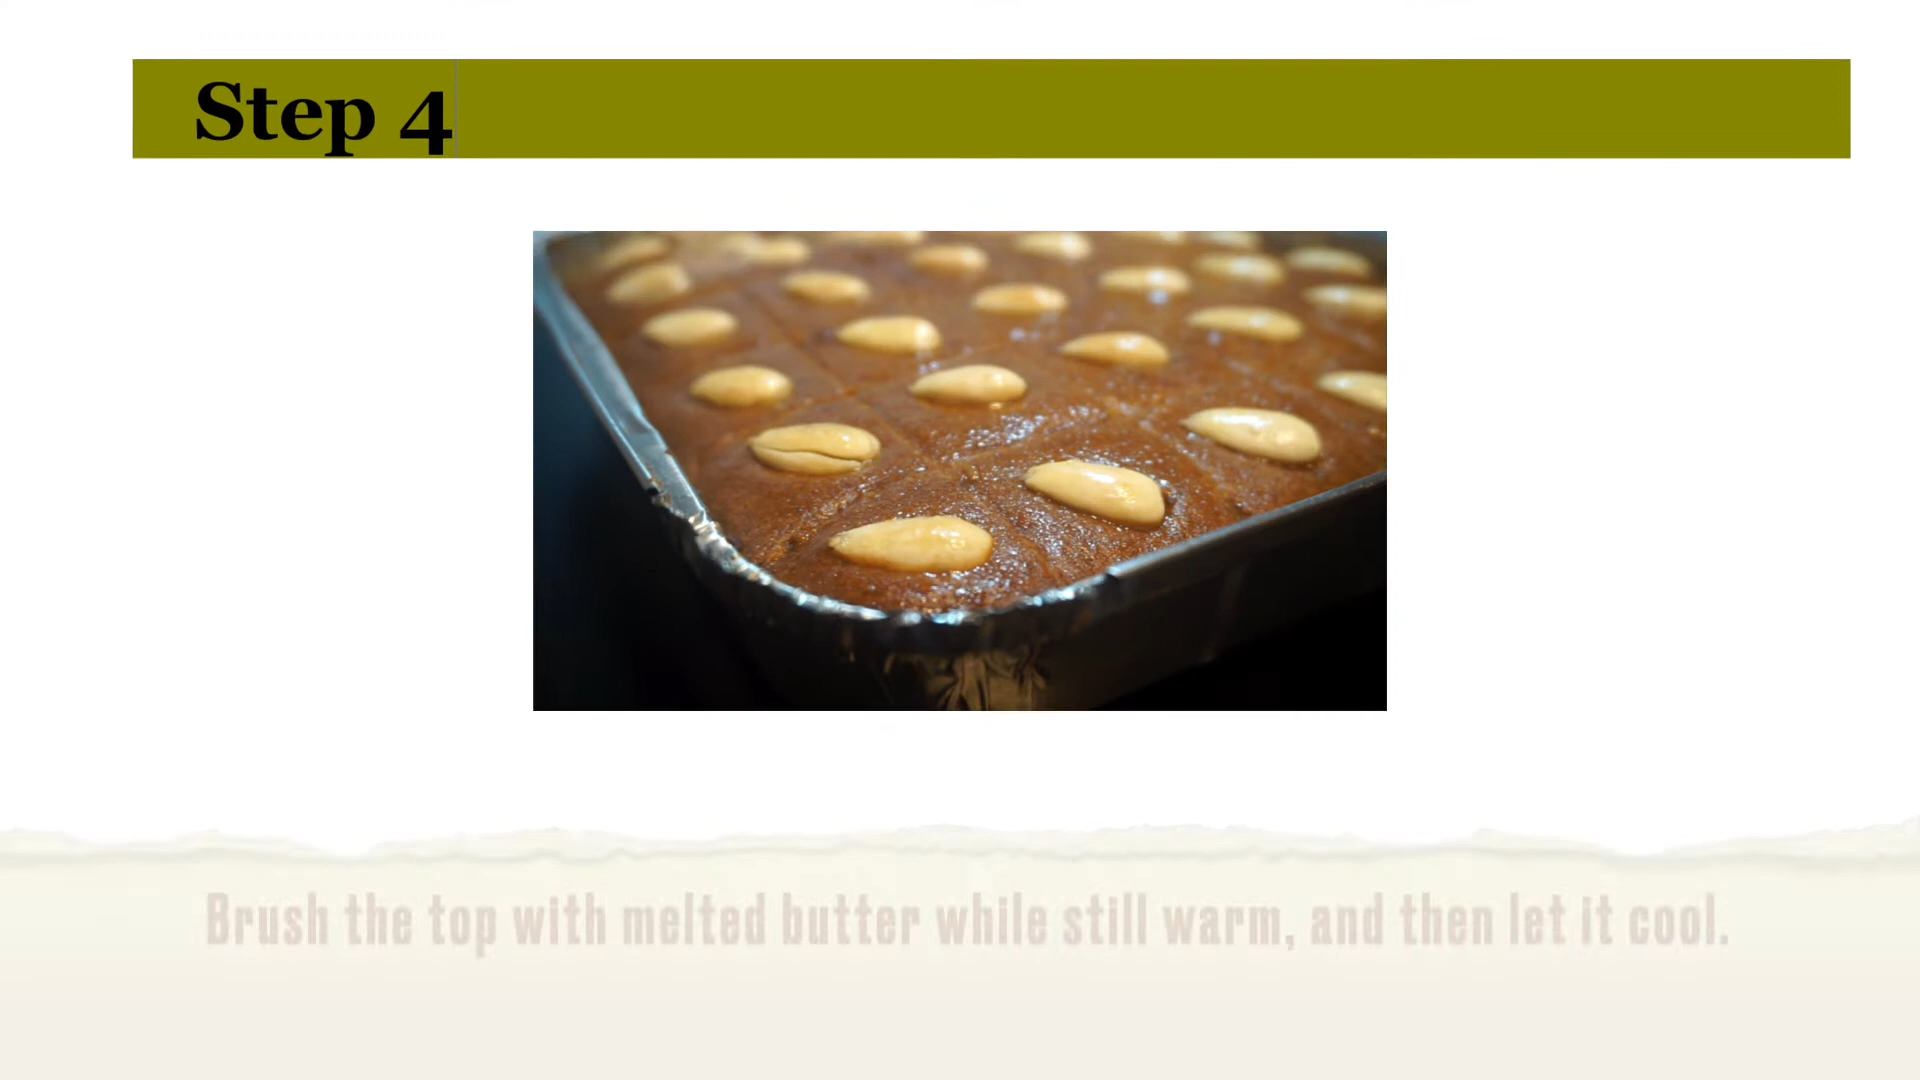 Step 4
Brush the top with melted butter while still warm, and then let it cool.